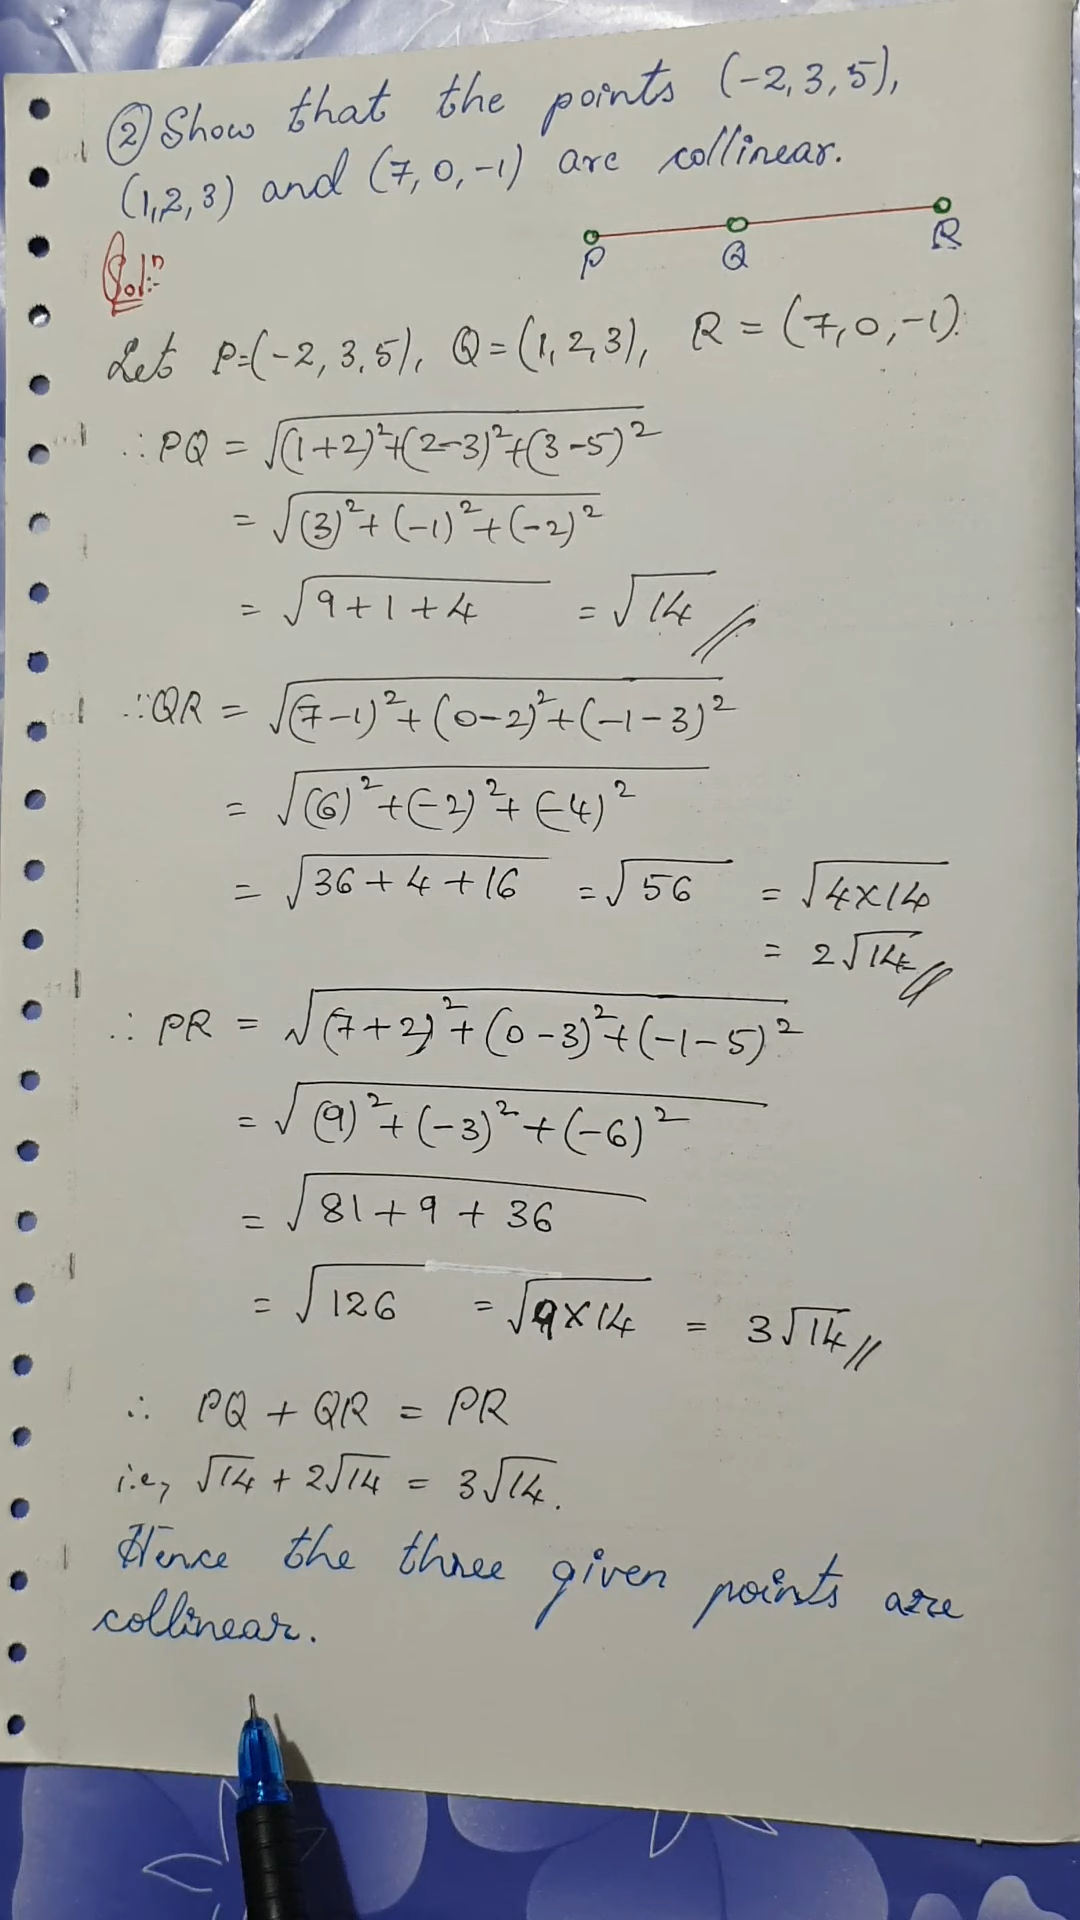 ② Show that the points (-2,3,5),
(1,2,3) and (7,0,-1) are collinear.
P Q R
Solⁿ:-
Let P=(-2,3,5), Q=(1,2,3), R=(7,0,-1).
∴ PQ = √(1+2)²+(2-3)²+(3-5)²
= √(3)²+(-1)²+(-2)²
= √9+1+4 = √14 //
∴ QR = √(7-1)²+(0-2)²+(-1-3)²
= √(6)²+(-2)²+(-4)²
= √36+4+16 = √56 = √4×14
= 2√14 //
∴ PR = √(7+2)²+(0-3)²+(-1-5)²
= √(9)²+(-3)²+(-6)²
= √81+9+36
= √126 = √9×14 = 3√14 //
∴ PQ + QR = PR
i.e, √14 + 2√14 = 3√14.
Hence the three given points are
collinear.